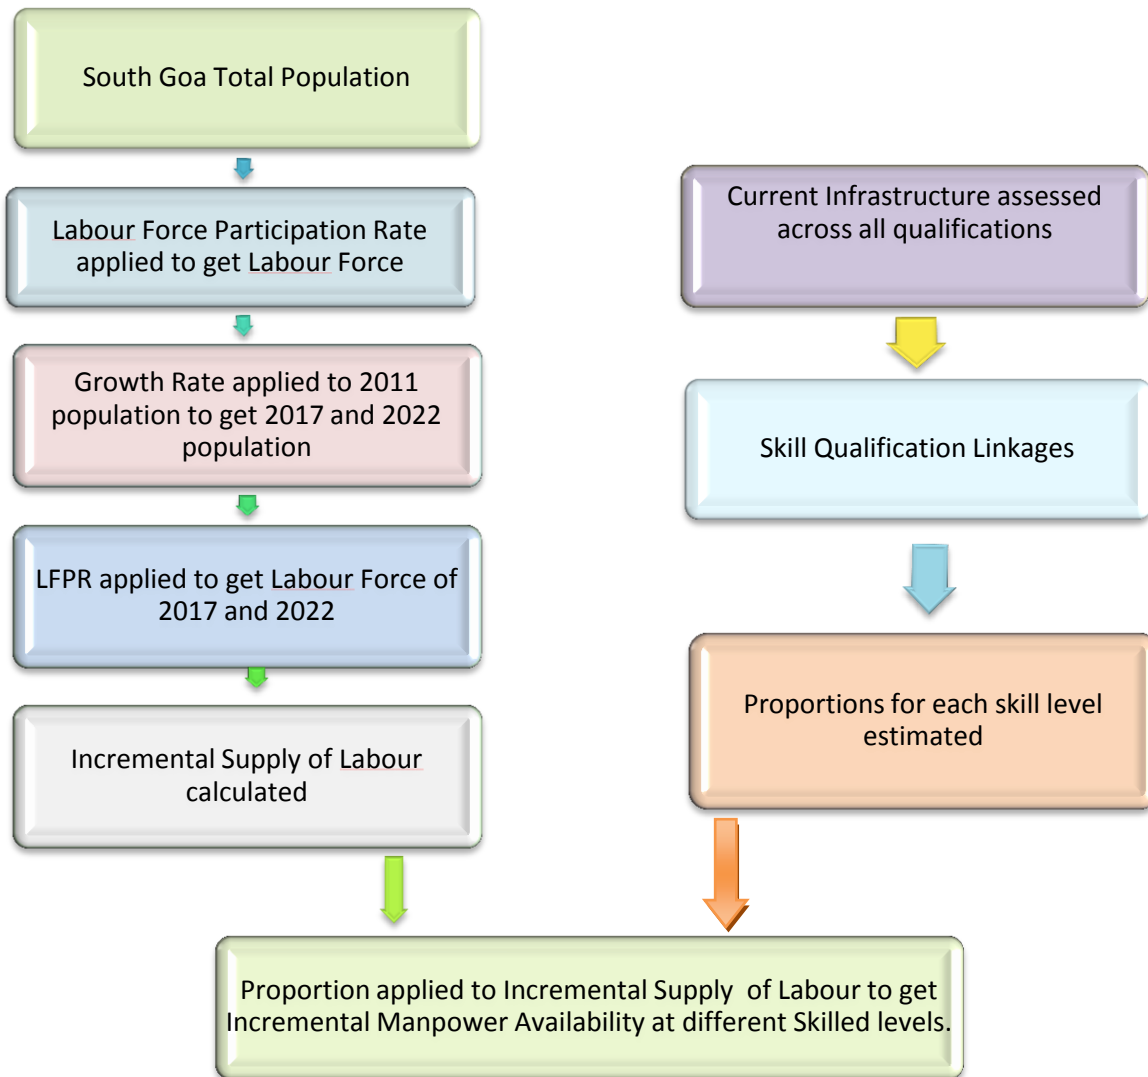 South Goa Total Population
Labour Force Participation Rate
applied to get Labour Force
Growth Rate applied to 2011
population to get 2017 and 2022
population
LFPR applied to get Labour Force of
2017 and 2022
Incremental Supply of Labour
calculated
Current Infrastructure assessed
across all qualifications
Skill Qualification Linkages
Proportions for each skill level
estimated
Proportion applied to Incremental Supply  of Labour to get
Incremental Manpower Availability at different Skilled levels.